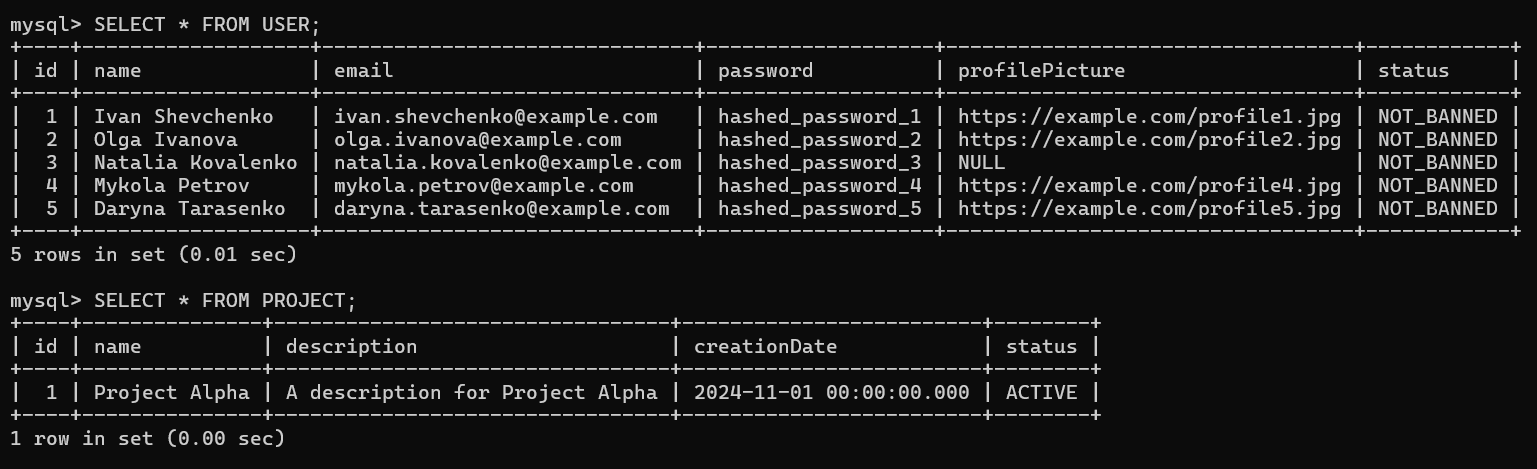 mysql> SELECT * FROM USER;
+----+-------------------+-------------------------------+-------------------+----------------------------------+------------+
| id | name              | email                         | password          | profilePicture                   | status     |
+----+-------------------+-------------------------------+-------------------+----------------------------------+------------+
|  1 | Ivan Shevchenko   | ivan.shevchenko@example.com   | hashed_password_1 | https://example.com/profile1.jpg | NOT_BANNED |
|  2 | Olga Ivanova      | olga.ivanova@example.com      | hashed_password_2 | https://example.com/profile2.jpg | NOT_BANNED |
|  3 | Natalia Kovalenko | natalia.kovalenko@example.com | hashed_password_3 | NULL                             | NOT_BANNED |
|  4 | Mykola Petrov     | mykola.petrov@example.com     | hashed_password_4 | https://example.com/profile4.jpg | NOT_BANNED |
|  5 | Daryna Tarasenko  | daryna.tarasenko@example.com  | hashed_password_5 | https://example.com/profile5.jpg | NOT_BANNED |
+----+-------------------+-------------------------------+-------------------+----------------------------------+------------+
5 rows in set (0.01 sec)

mysql> SELECT * FROM PROJECT;
+----+---------------+---------------------------------+-------------------------+--------+
| id | name          | description                     | creationDate            | status |
+----+---------------+---------------------------------+-------------------------+--------+
|  1 | Project Alpha | A description for Project Alpha | 2024-11-01 00:00:00.000 | ACTIVE |
+----+---------------+---------------------------------+-------------------------+--------+
1 row in set (0.00 sec)